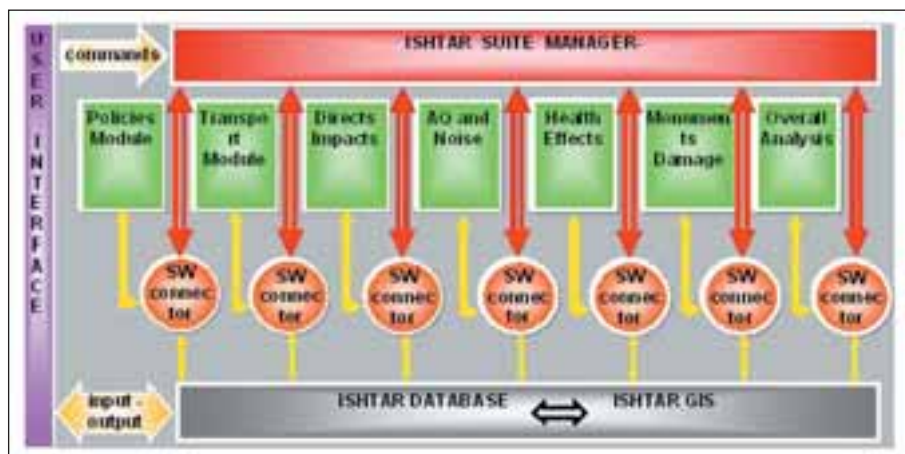 USER INTERFACE
commands
ISHTAR SUITE MANAGER-
Policies
Module
Transpo
rt
Module
Directs
Impacts
AQ and
Noise
Health
Effects
Monumen
ts
Damage
Overall
Analysis
SW
connec
tor
SW
connec
tor
SW
connec
tor
SW
connec
tor
SW
connec
tor
SW
connec
tor
SW
connec
tor
input -
output
ISHTAR DATABASE
ISHTAR GIS